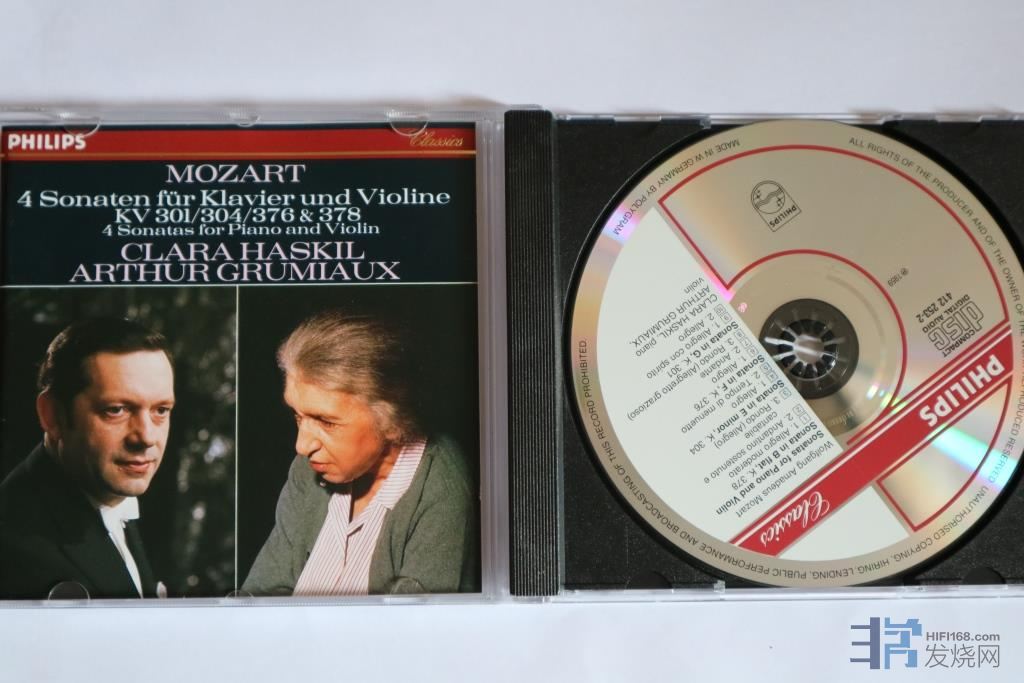 PHILIPS
Classics
MOZART
4 Sonaten für Klavier und Violine
KV 301/304/376 & 378
4 Sonatas for Piano and Violin
CLARA HASKIL
ARTHUR GRUMIAUX
MADE IN W.GERMANY BY POLYGRAM
ALL RIGHTS OF THE PRODUCER AND OF THE OWNER OF THE
REPRODUCED RESERVED UNAUTHORISED COPYING, HIRING, LENDING, PUBLIC PERFORMANCE AND BROADCASTING OF THIS RECORD PROHIBITED.
PHILIPS
℗ 1959
412 253-2
DIGITAL AUDIO
COMPACT
disc
PHILIPS
Classics
Wolfgang Amadeus Mozart
Sonatas for Piano and Violin
Sonata in B flat, K. 378
1. Allegro moderato
2. Andantino sostenuto e
cantabile
3. Rondo (Allegro)
Sonata in E minor, K. 304
1. Allegro
2. Tempo di menuetto
Sonata in F, K. 376
1. Allegro
2. Andante
3. Rondo (Allegretto grazioso)
Sonata in G, K. 301
1. Allegro con spirito
2. Allegro
CLARA HASKIL, piano
ARTHUR GRUMIAUX,
violin
HIFI168.com
发烧网